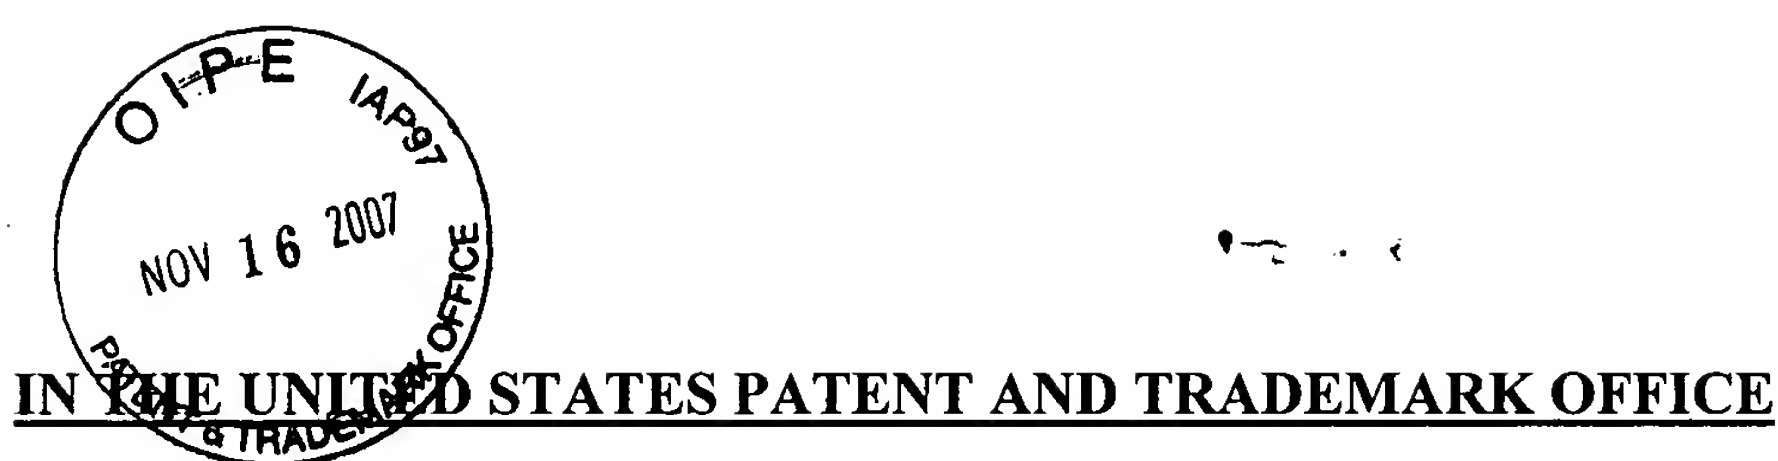 OIPE IAP97
NOV 16 2007
PATENT & TRADEMARK OFFICE
IN THE UNITED STATES PATENT AND TRADEMARK OFFICE